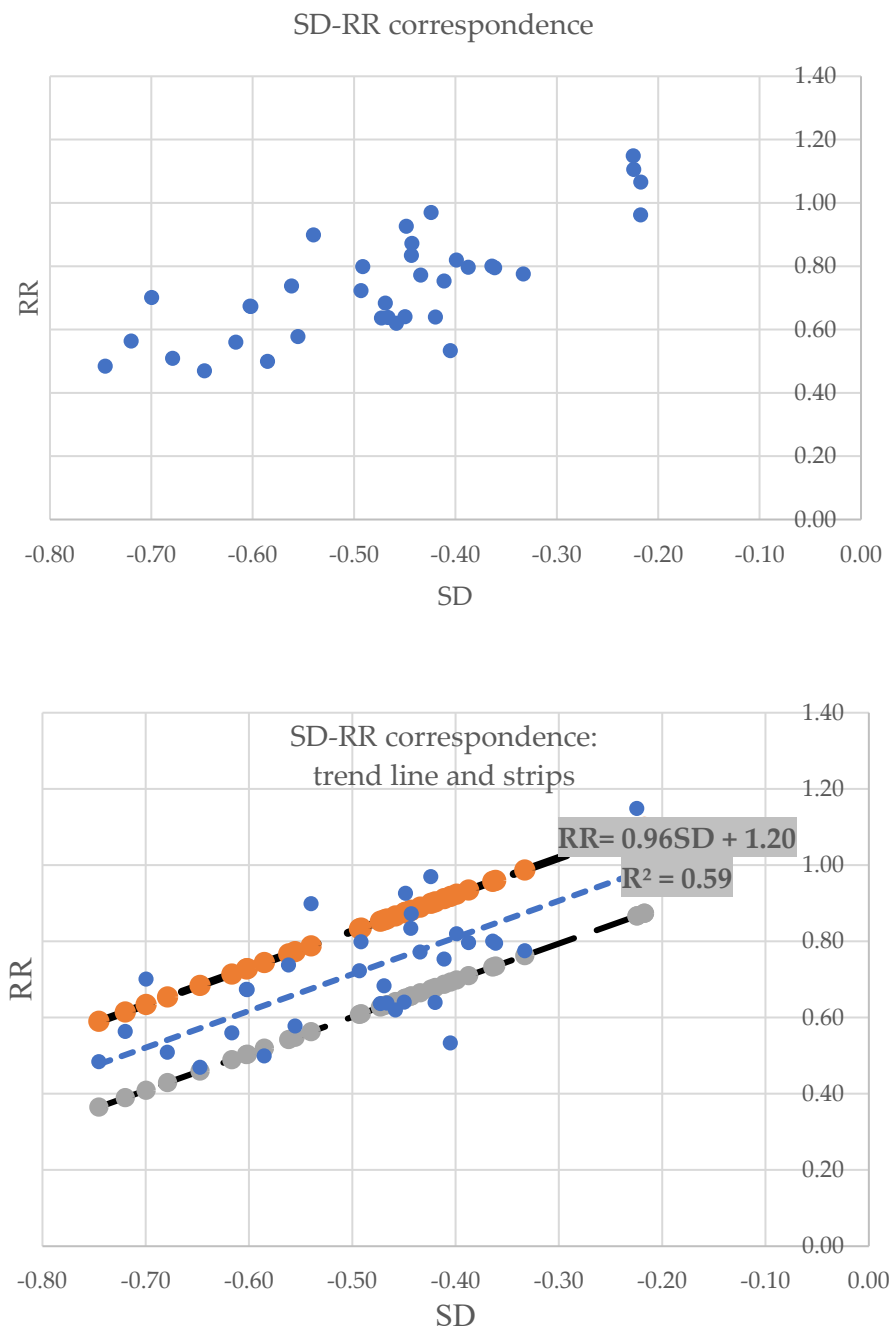 SD-RR correspondence
1.40
1.20
1.00
0.80
RR
0.60
0.40
0.20
0.00
-0.80 -0.70 -0.60 -0.50 -0.40 -0.30 -0.20 -0.10 0.00
SD
1.40
SD-RR correspondence:
trend line and strips
1.20
RR= 0.96SD + 1.20
1.00
R² = 0.59
0.80
RR
0.60
0.40
0.20
0.00
-0.80 -0.70 -0.60 -0.50 -0.40 -0.30 -0.20 -0.10 0.00
SD